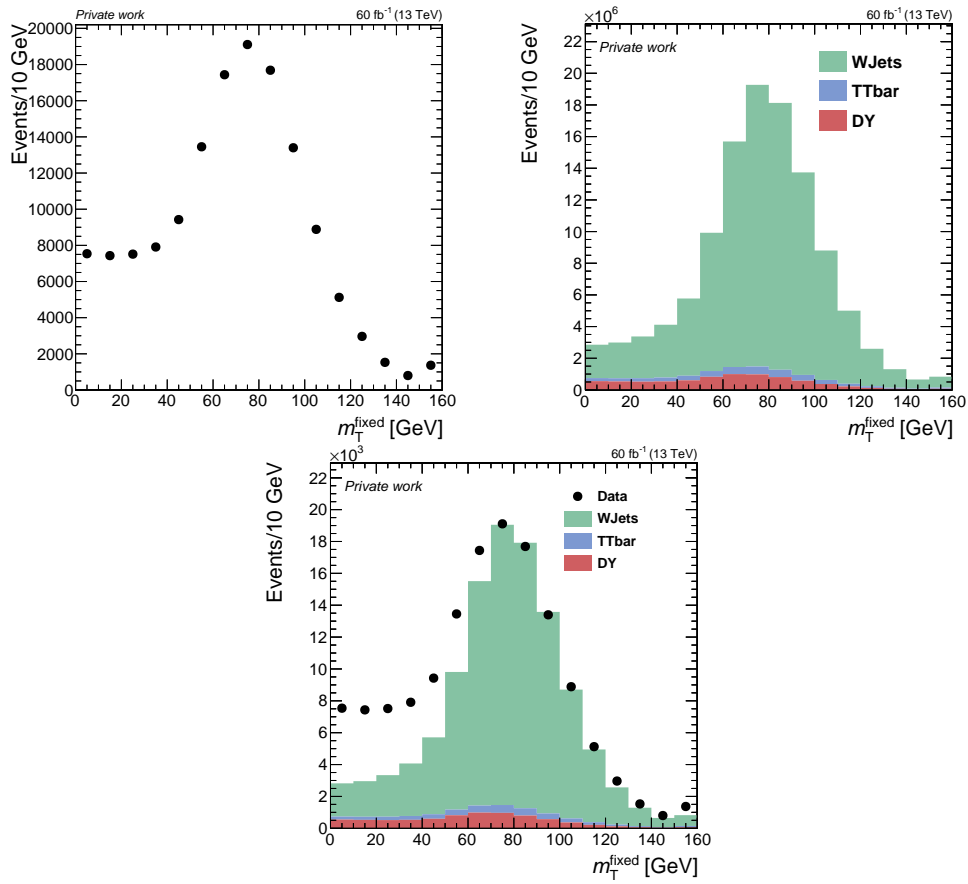 Private work
60 fb⁻¹ (13 TeV)
Events/10 GeV
20000
18000
16000
14000
12000
10000
8000
6000
4000
2000
0
0 20 40 60 80 100 120 140 160
m_T^fixed [GeV]
×10⁶
60 fb⁻¹ (13 TeV)
Private work
Events/10 GeV
WJets
TTbar
DY
22
20
18
16
14
12
10
8
6
4
2
0
0 20 40 60 80 100 120 140 160
m_T^fixed [GeV]
×10³
60 fb⁻¹ (13 TeV)
Private work
Events/10 GeV
Data
WJets
TTbar
DY
22
20
18
16
14
12
10
8
6
4
2
0
0 20 40 60 80 100 120 140 160
m_T^fixed [GeV]